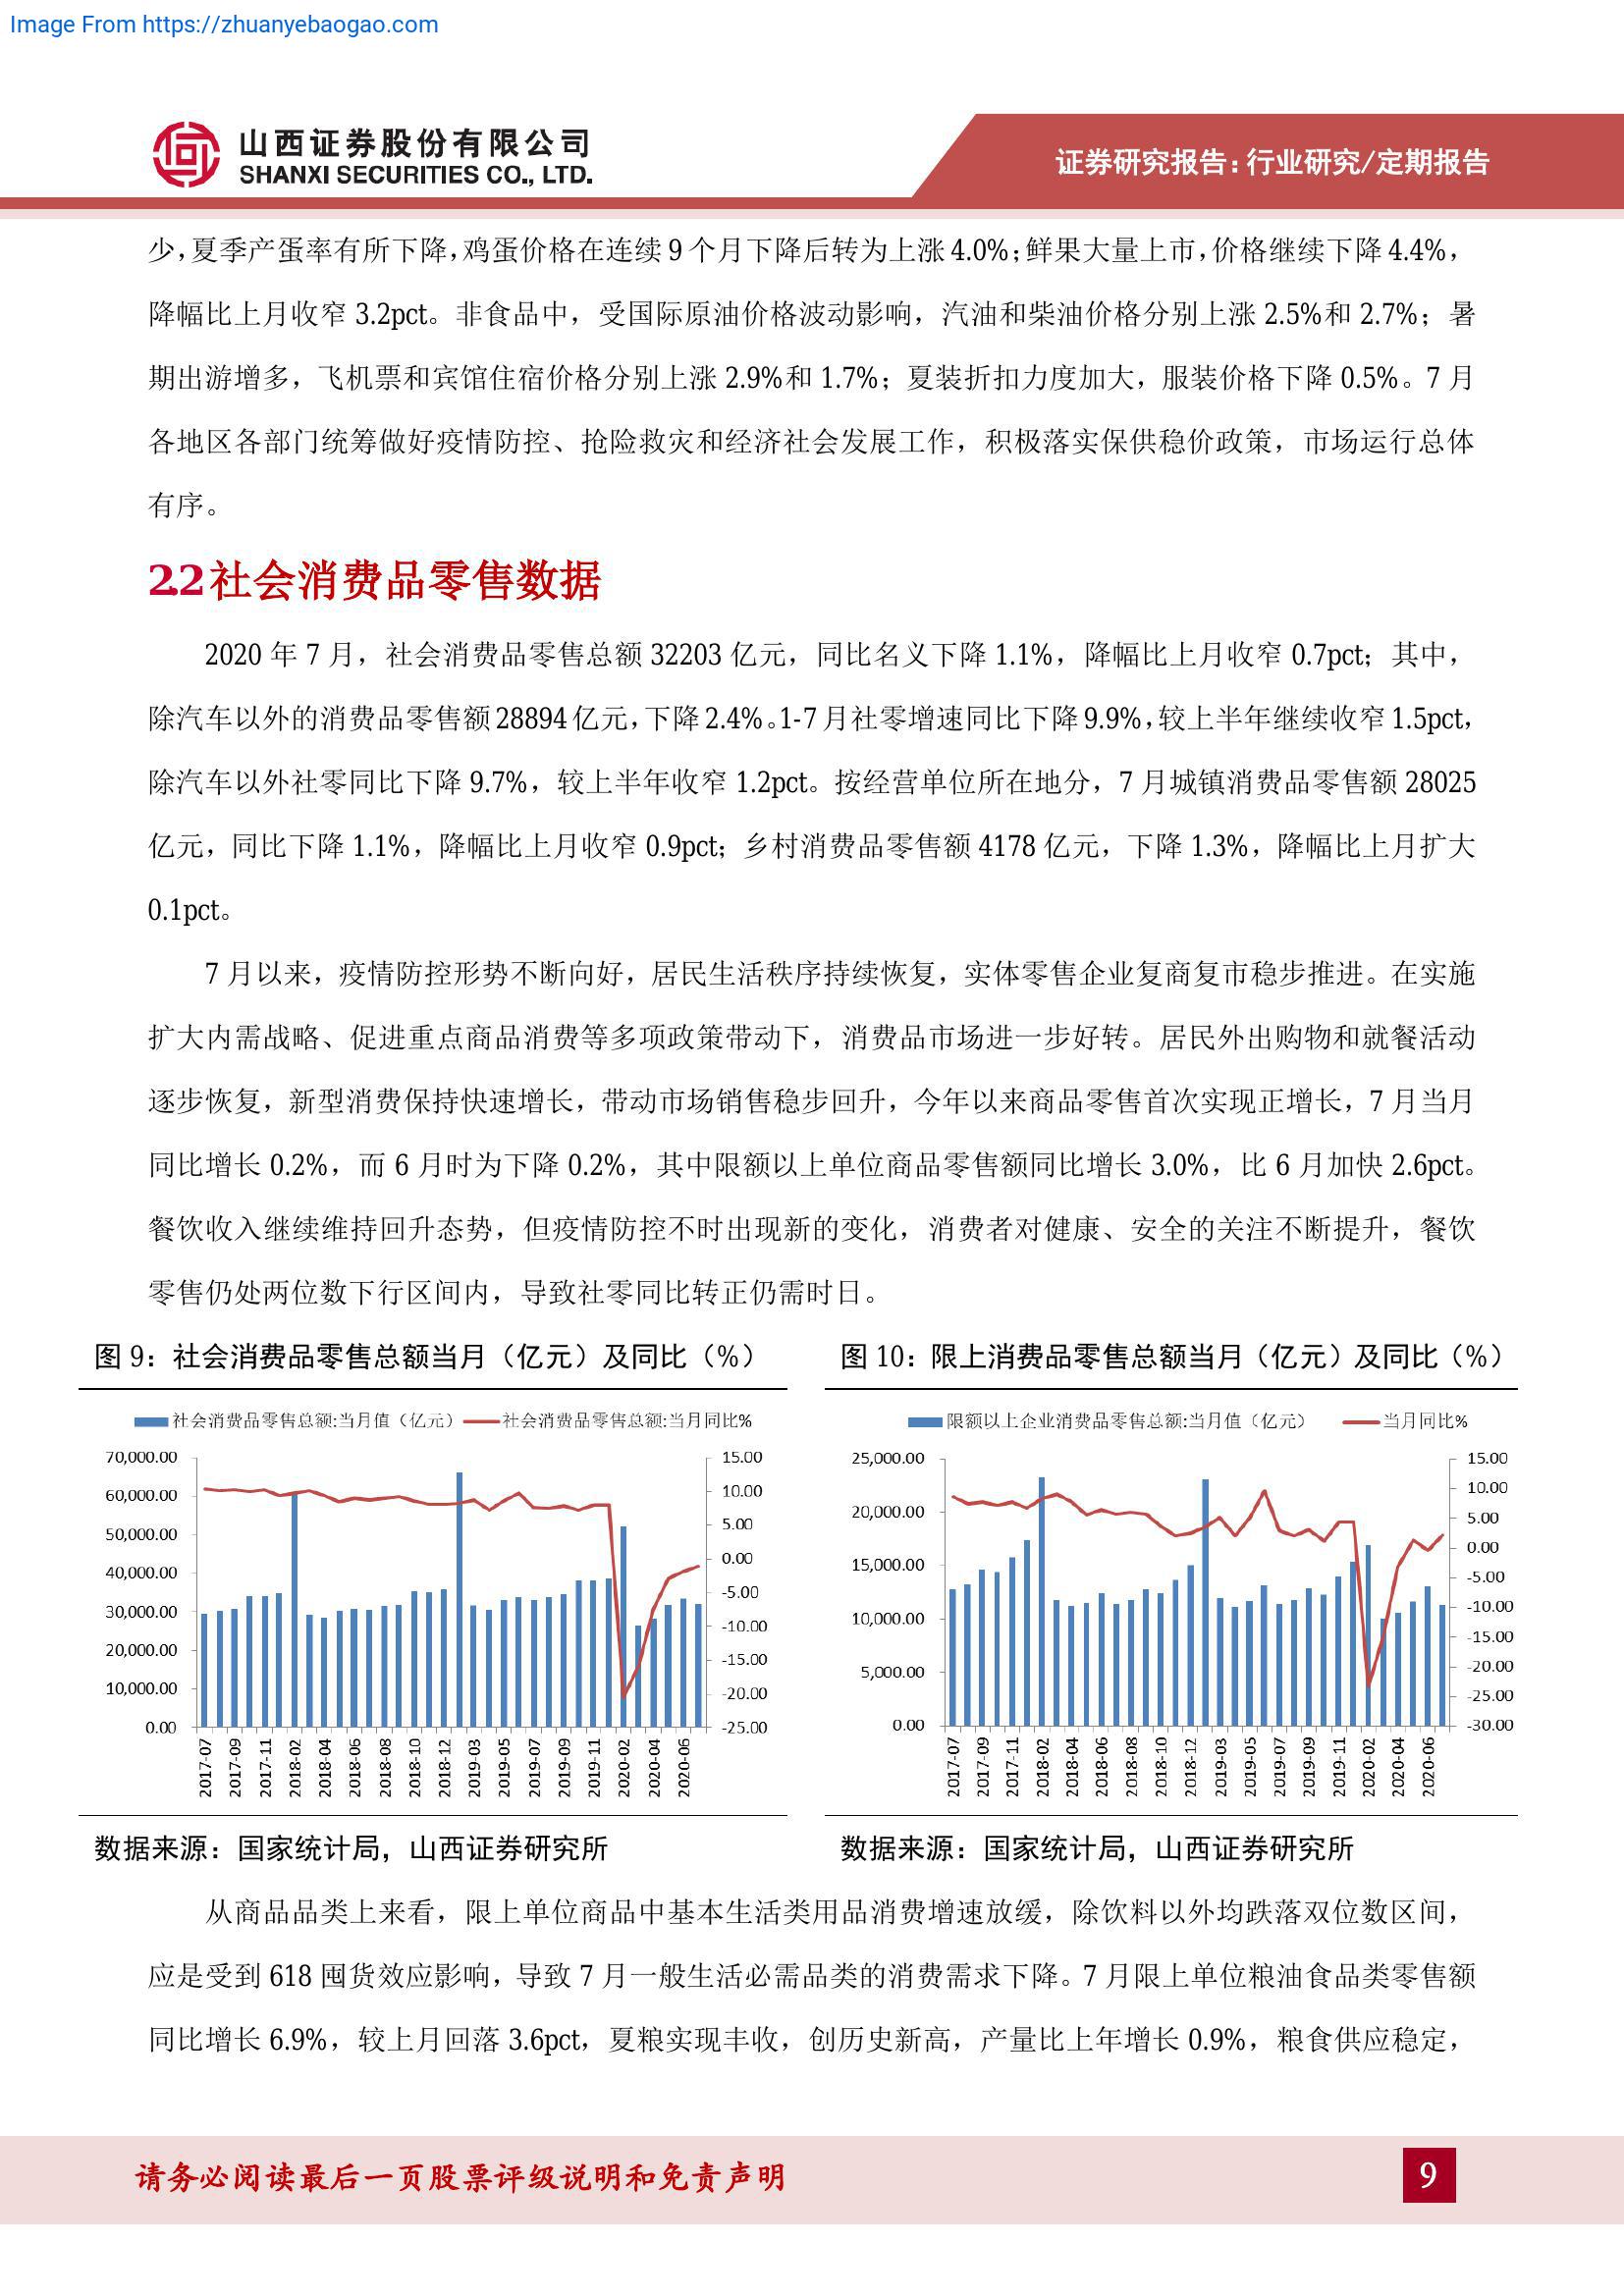 Image From https://zhuanyebaogao.com
山西证券股份有限公司
SHANXI SECURITIES CO., LTD.
证券研究报告:行业研究/定期报告
少，夏季产蛋率有所下降，鸡蛋价格在连续 9 个月下降后转为上涨 4.0%；鲜果大量上市，价格继续下降 4.4%，
降幅比上月收窄 3.2pct。非食品中，受国际原油价格波动影响，汽油和柴油价格分别上涨 2.5%和 2.7%；暑
期出游增多，飞机票和宾馆住宿价格分别上涨 2.9%和 1.7%；夏装折扣力度加大，服装价格下降 0.5%。7 月
各地区各部门统筹做好疫情防控、抢险救灾和经济社会发展工作，积极落实保供稳价政策，市场运行总体
有序。
2.2 社会消费品零售数据
2020 年 7 月，社会消费品零售总额 32203 亿元，同比名义下降 1.1%，降幅比上月收窄 0.7pct；其中，
除汽车以外的消费品零售额 28894 亿元，下降 2.4%。1-7 月社零增速同比下降 9.9%，较上半年继续收窄 1.5pct，
除汽车以外社零同比下降 9.7%，较上半年收窄 1.2pct。按经营单位所在地分，7 月城镇消费品零售额 28025
亿元，同比下降 1.1%，降幅比上月收窄 0.9pct；乡村消费品零售额 4178 亿元，下降 1.3%，降幅比上月扩大
0.1pct。
7 月以来，疫情防控形势不断向好，居民生活秩序持续恢复，实体零售企业复商复市稳步推进。在实施
扩大内需战略、促进重点商品消费等多项政策带动下，消费品市场进一步好转。居民外出购物和就餐活动
逐步恢复，新型消费保持快速增长，带动市场销售稳步回升，今年以来商品零售首次实现正增长，7 月当月
同比增长 0.2%，而 6 月时为下降 0.2%，其中限额以上单位商品零售额同比增长 3.0%，比 6 月加快 2.6pct。
餐饮收入继续维持回升态势，但疫情防控不时出现新的变化，消费者对健康、安全的关注不断提升，餐饮
零售仍处两位数下行区间内，导致社零同比转正仍需时日。
图 9：社会消费品零售总额当月（亿元）及同比（%）
社会消费品零售总额:当月值（亿元） 社会消费品零售总额:当月同比%
70,000.00
60,000.00
50,000.00
40,000.00
30,000.00
20,000.00
10,000.00
0.00
15.00
10.00
5.00
0.00
-5.00
-10.00
-15.00
-20.00
-25.00
2017-07 2017-09 2017-11 2018-02 2018-04 2018-06 2018-08 2018-10 2018-12 2019-03 2019-05 2019-07 2019-09 2019-11 2020-02 2020-04 2020-06
数据来源：国家统计局，山西证券研究所
图 10：限上消费品零售总额当月（亿元）及同比（%）
限额以上企业消费品零售总额:当月值（亿元） 当月同比%
25,000.00
20,000.00
15,000.00
10,000.00
5,000.00
0.00
15.00
10.00
5.00
0.00
-5.00
-10.00
-15.00
-20.00
-25.00
-30.00
2017-07 2017-09 2017-11 2018-02 2018-04 2018-06 2018-08 2018-10 2018-12 2019-03 2019-05 2019-07 2019-09 2019-11 2020-02 2020-04 2020-06
数据来源：国家统计局，山西证券研究所
从商品品类上来看，限上单位商品中基本生活类用品消费增速放缓，除饮料以外均跌落双位数区间，
应是受到 618 囤货效应影响，导致 7 月一般生活必需品类的消费需求下降。7 月限上单位粮油食品类零售额
同比增长 6.9%，较上月回落 3.6pct，夏粮实现丰收，创历史新高，产量比上年增长 0.9%，粮食供应稳定，
请务必阅读最后一页股票评级说明和免责声明
9